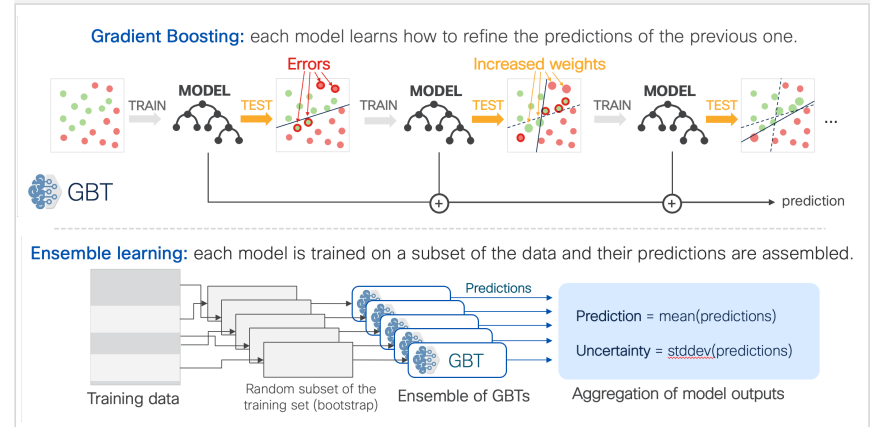 Gradient Boosting: each model learns how to refine the predictions of the previous one.
Errors
Increased weights
MODEL
MODEL
MODEL
TRAIN
TEST
TRAIN
TEST
TRAIN
TEST
...
GBT
prediction
Ensemble learning: each model is trained on a subset of the data and their predictions are assembled.
Predictions
Prediction = mean(predictions)
Uncertainty = stddev(predictions)
GBT
Training data
Random subset of the
training set (bootstrap)
Ensemble of GBTs
Aggregation of model outputs